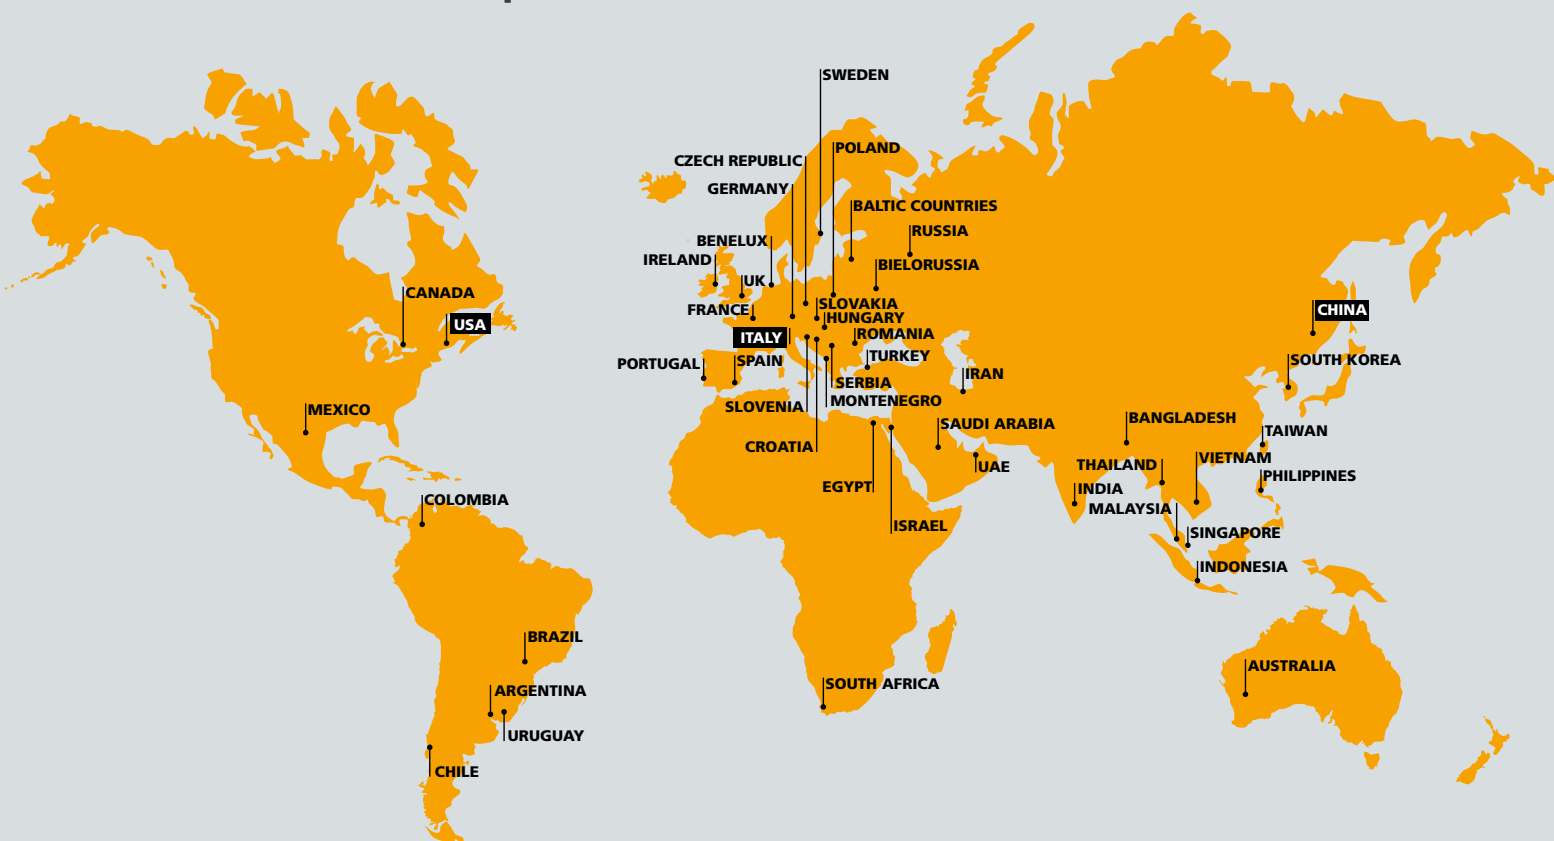 SWEDEN
POLAND
CZECH REPUBLIC
GERMANY
BALTIC COUNTRIES
RUSSIA
BENELUX
IRELAND
BIELORUSSIA
UK
CANADA
SLOVAKIA
FRANCE
CHINA
HUNGARY
USA
ROMANIA
ITALY
TURKEY
SOUTH KOREA
SPAIN
PORTUGAL
IRAN
SERBIA
MONTENEGRO
SLOVENIA
MEXICO
BANGLADESH
SAUDI ARABIA
TAIWAN
CROATIA
VIETNAM
THAILAND
UAE
PHILIPPINES
EGYPT
INDIA
COLOMBIA
MALAYSIA
ISRAEL
SINGAPORE
INDONESIA
BRAZIL
AUSTRALIA
SOUTH AFRICA
ARGENTINA
URUGUAY
CHILE